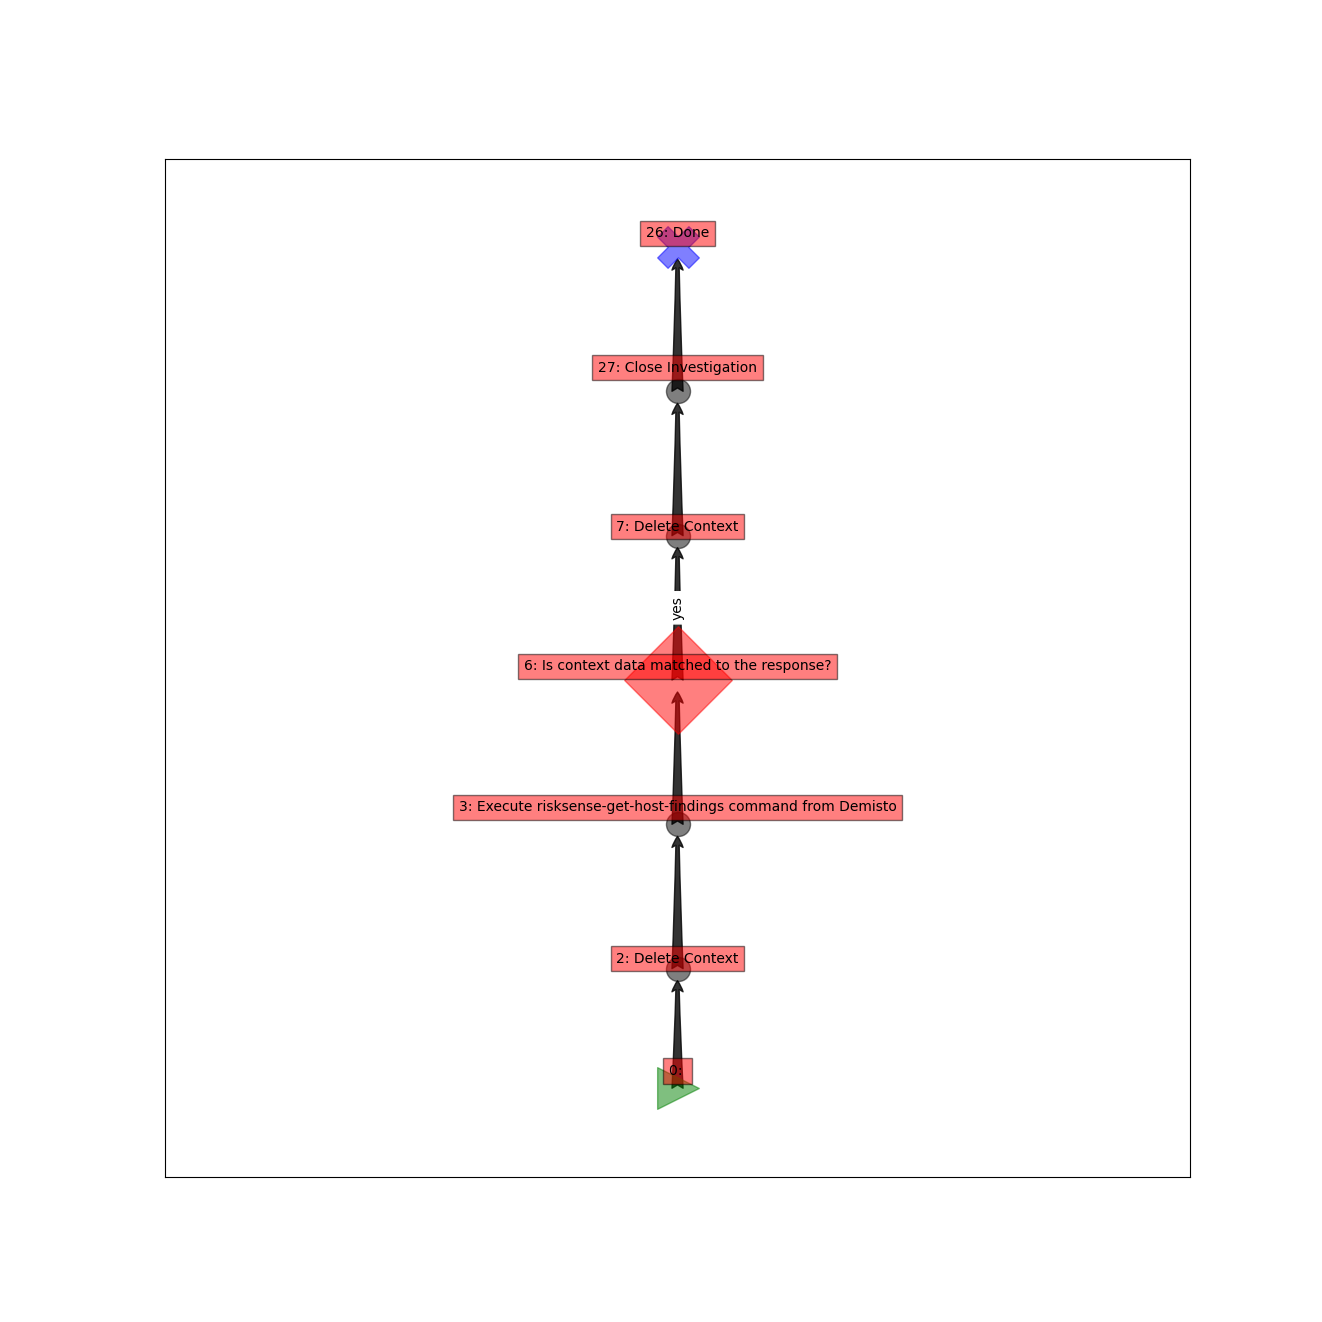 26: Done
27: Close Investigation
7: Delete Context
yes
6: Is context data matched to the response?
3: Execute risksense-get-host-findings command from Demisto
2: Delete Context
0: